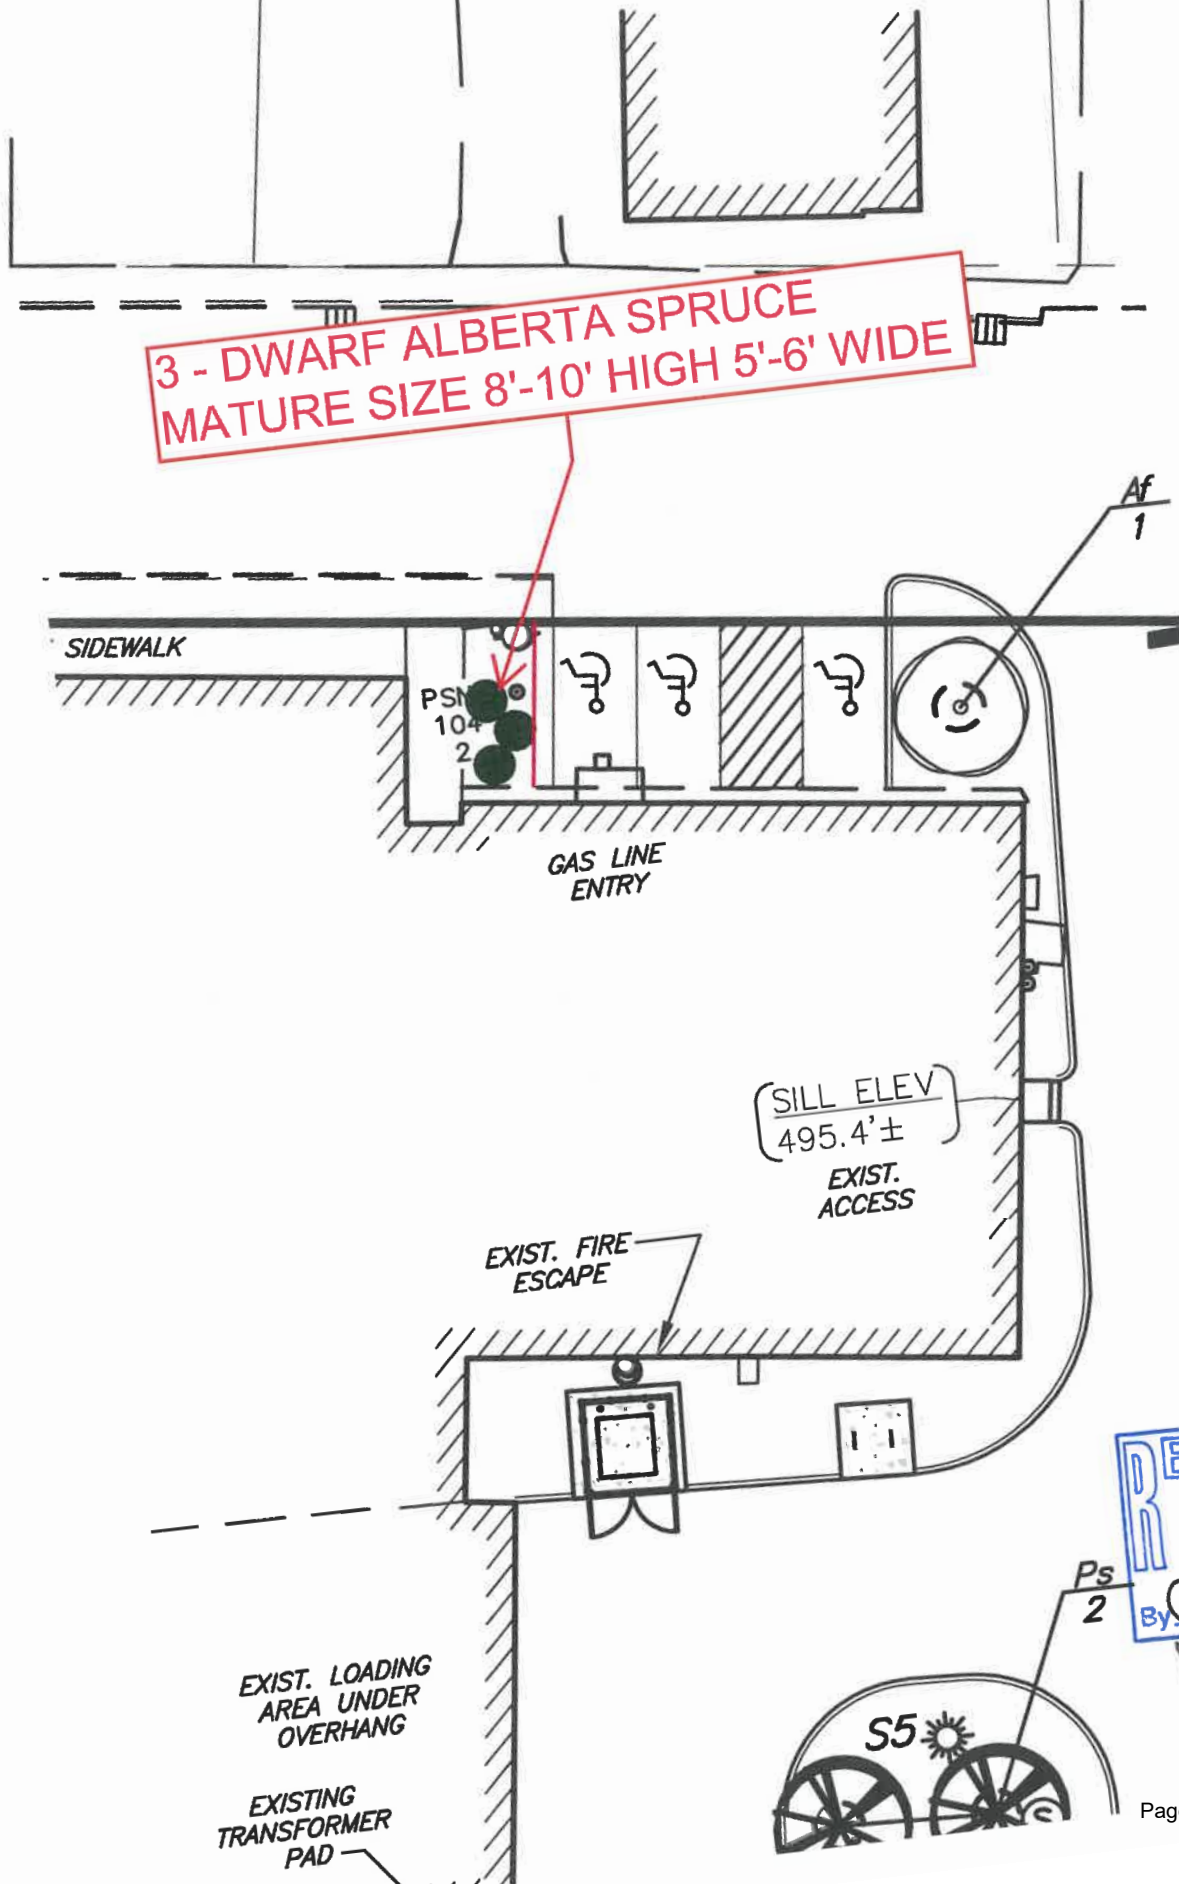 3 - DWARF ALBERTA SPRUCE
MATURE SIZE 8'-10' HIGH 5'-6' WIDE
Af
1
SIDEWALK
PSN
104
2
GAS LINE
ENTRY
SILL ELEV
495.4'±
EXIST.
ACCESS
EXIST. FIRE
ESCAPE
Ps
2
By:
EXIST. LOADING
AREA UNDER
OVERHANG
S5
S
EXISTING
TRANSFORMER
PAD